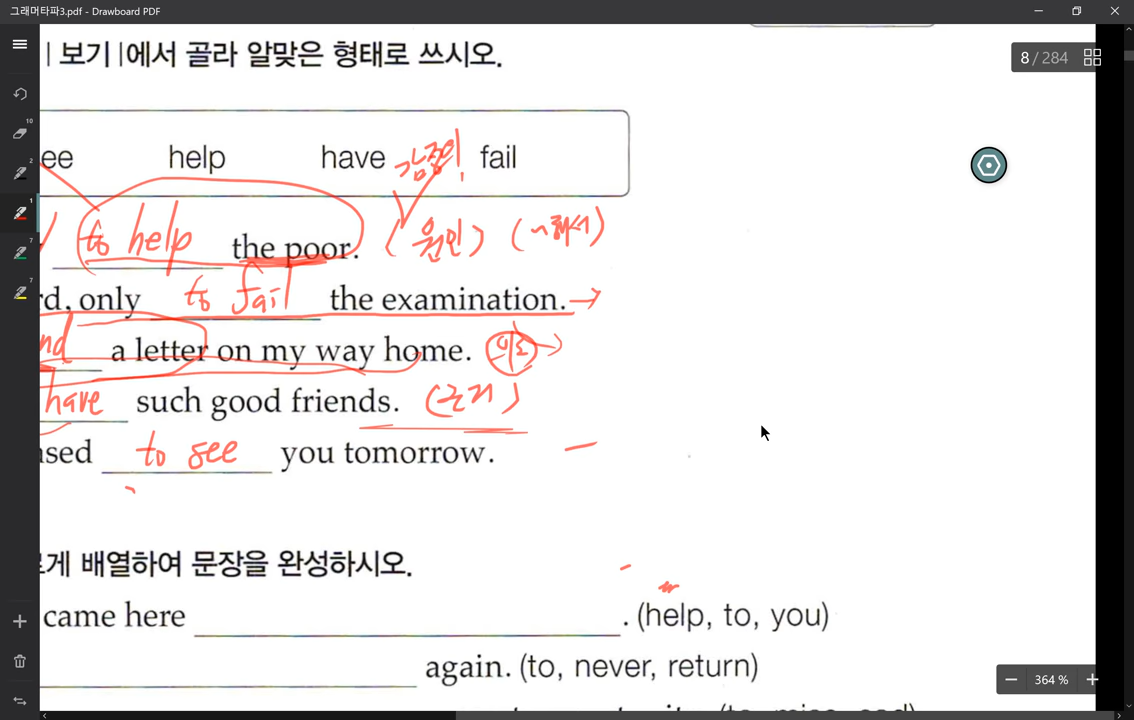 그래머타파3.pdf - Drawboard PDF
| 보기 |에서 골라 알맞은 형태로 쓰시오.
8 / 284
10
2
1
7
7
ee help have 감정이! fail
to help the poor. (원인) (~해서)
rd, only to fail the examination. →
nd a letter on my way home.
have such good friends. (근거)
sed to see you tomorrow.
게 배열하여 문장을 완성하시오.
came here . (help, to, you)
again. (to, never, return)
364 %